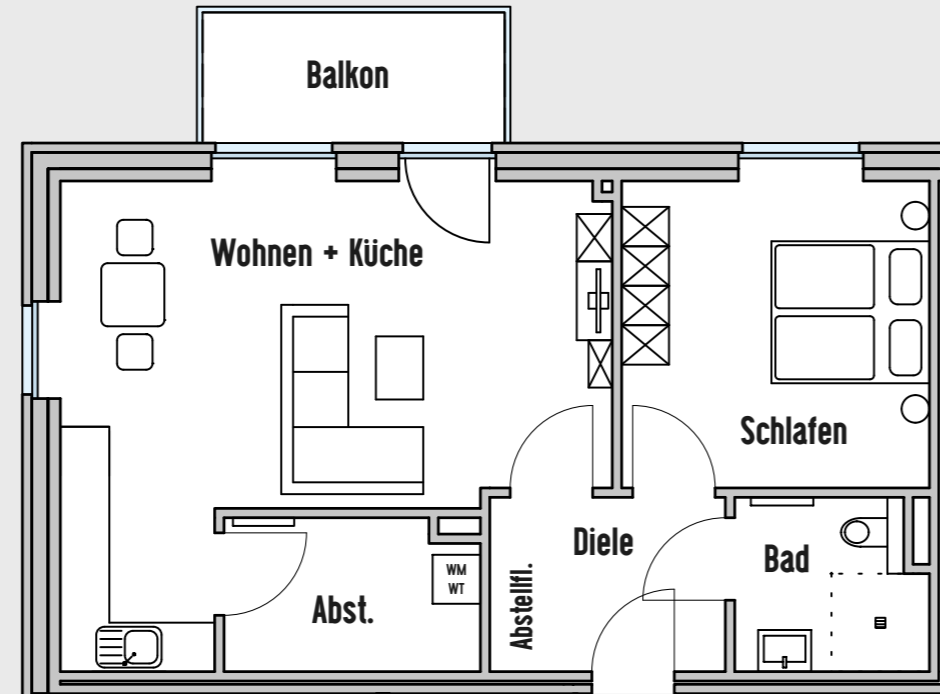 Balkon
Wohnen + Küche
Schlafen
Diele
Bad
WM
WT
Abst.
Abstellfl.